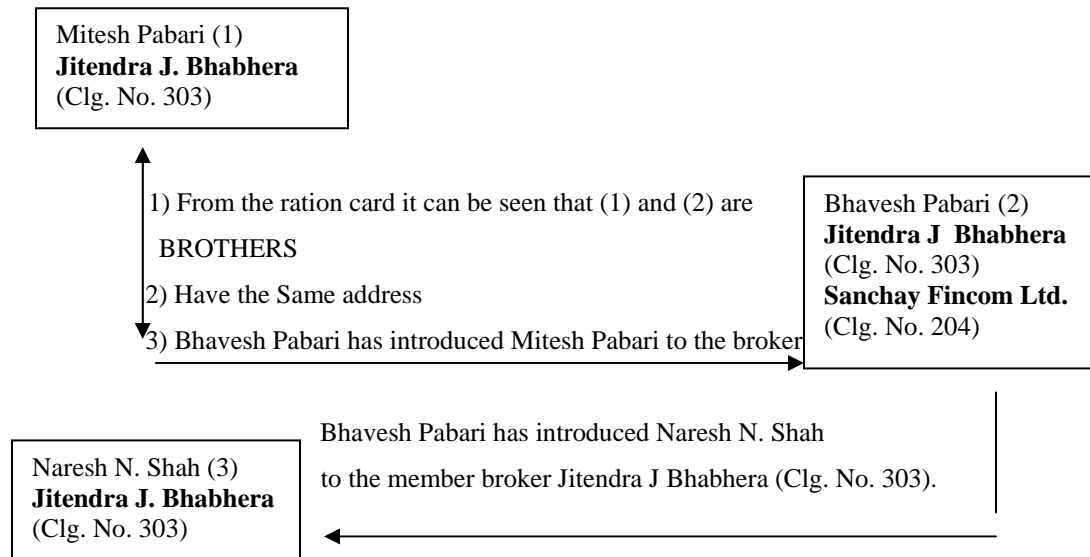 Mitesh Pabari (1)
Jitendra J. Bhabhera
(Clg. No. 303)
1) From the ration card it can be seen that (1) and (2) are
BROTHERS
2) Have the Same address
3) Bhavesh Pabari has introduced Mitesh Pabari to the broker
Bhavesh Pabari (2)
Jitendra J Bhabhera
(Clg. No. 303)
Sanchay Fincom Ltd.
(Clg. No. 204)
Bhavesh Pabari has introduced Naresh N. Shah
to the member broker Jitendra J Bhabhera (Clg. No. 303).
Naresh N. Shah (3)
Jitendra J. Bhabhera
(Clg. No. 303)